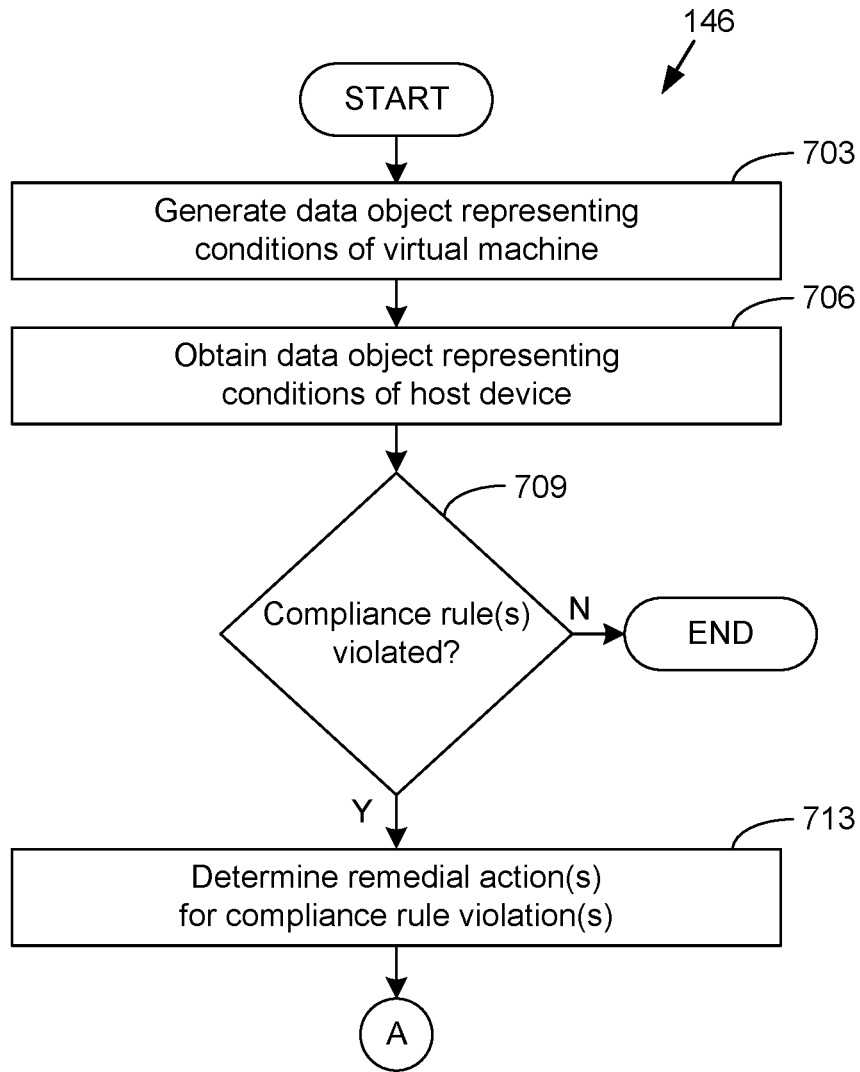 146
START
703
Generate data object representing
conditions of virtual machine
706
Obtain data object representing
conditions of host device
709
Compliance rule(s)
violated?
N
END
Y
713
Determine remedial action(s)
for compliance rule violation(s)
A